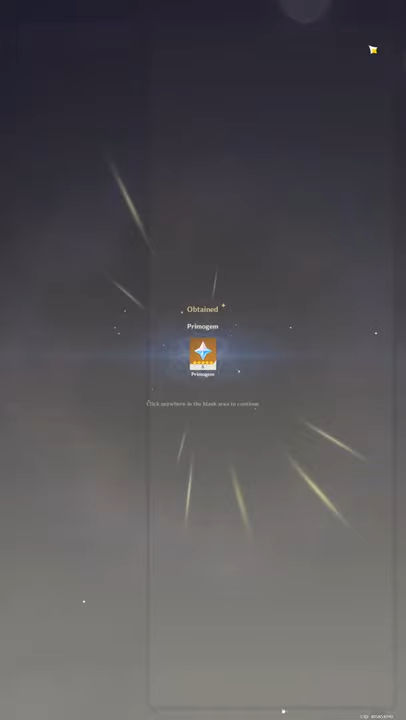 Obtained
Primogem
Primogem
Click anywhere in the blank area to continue